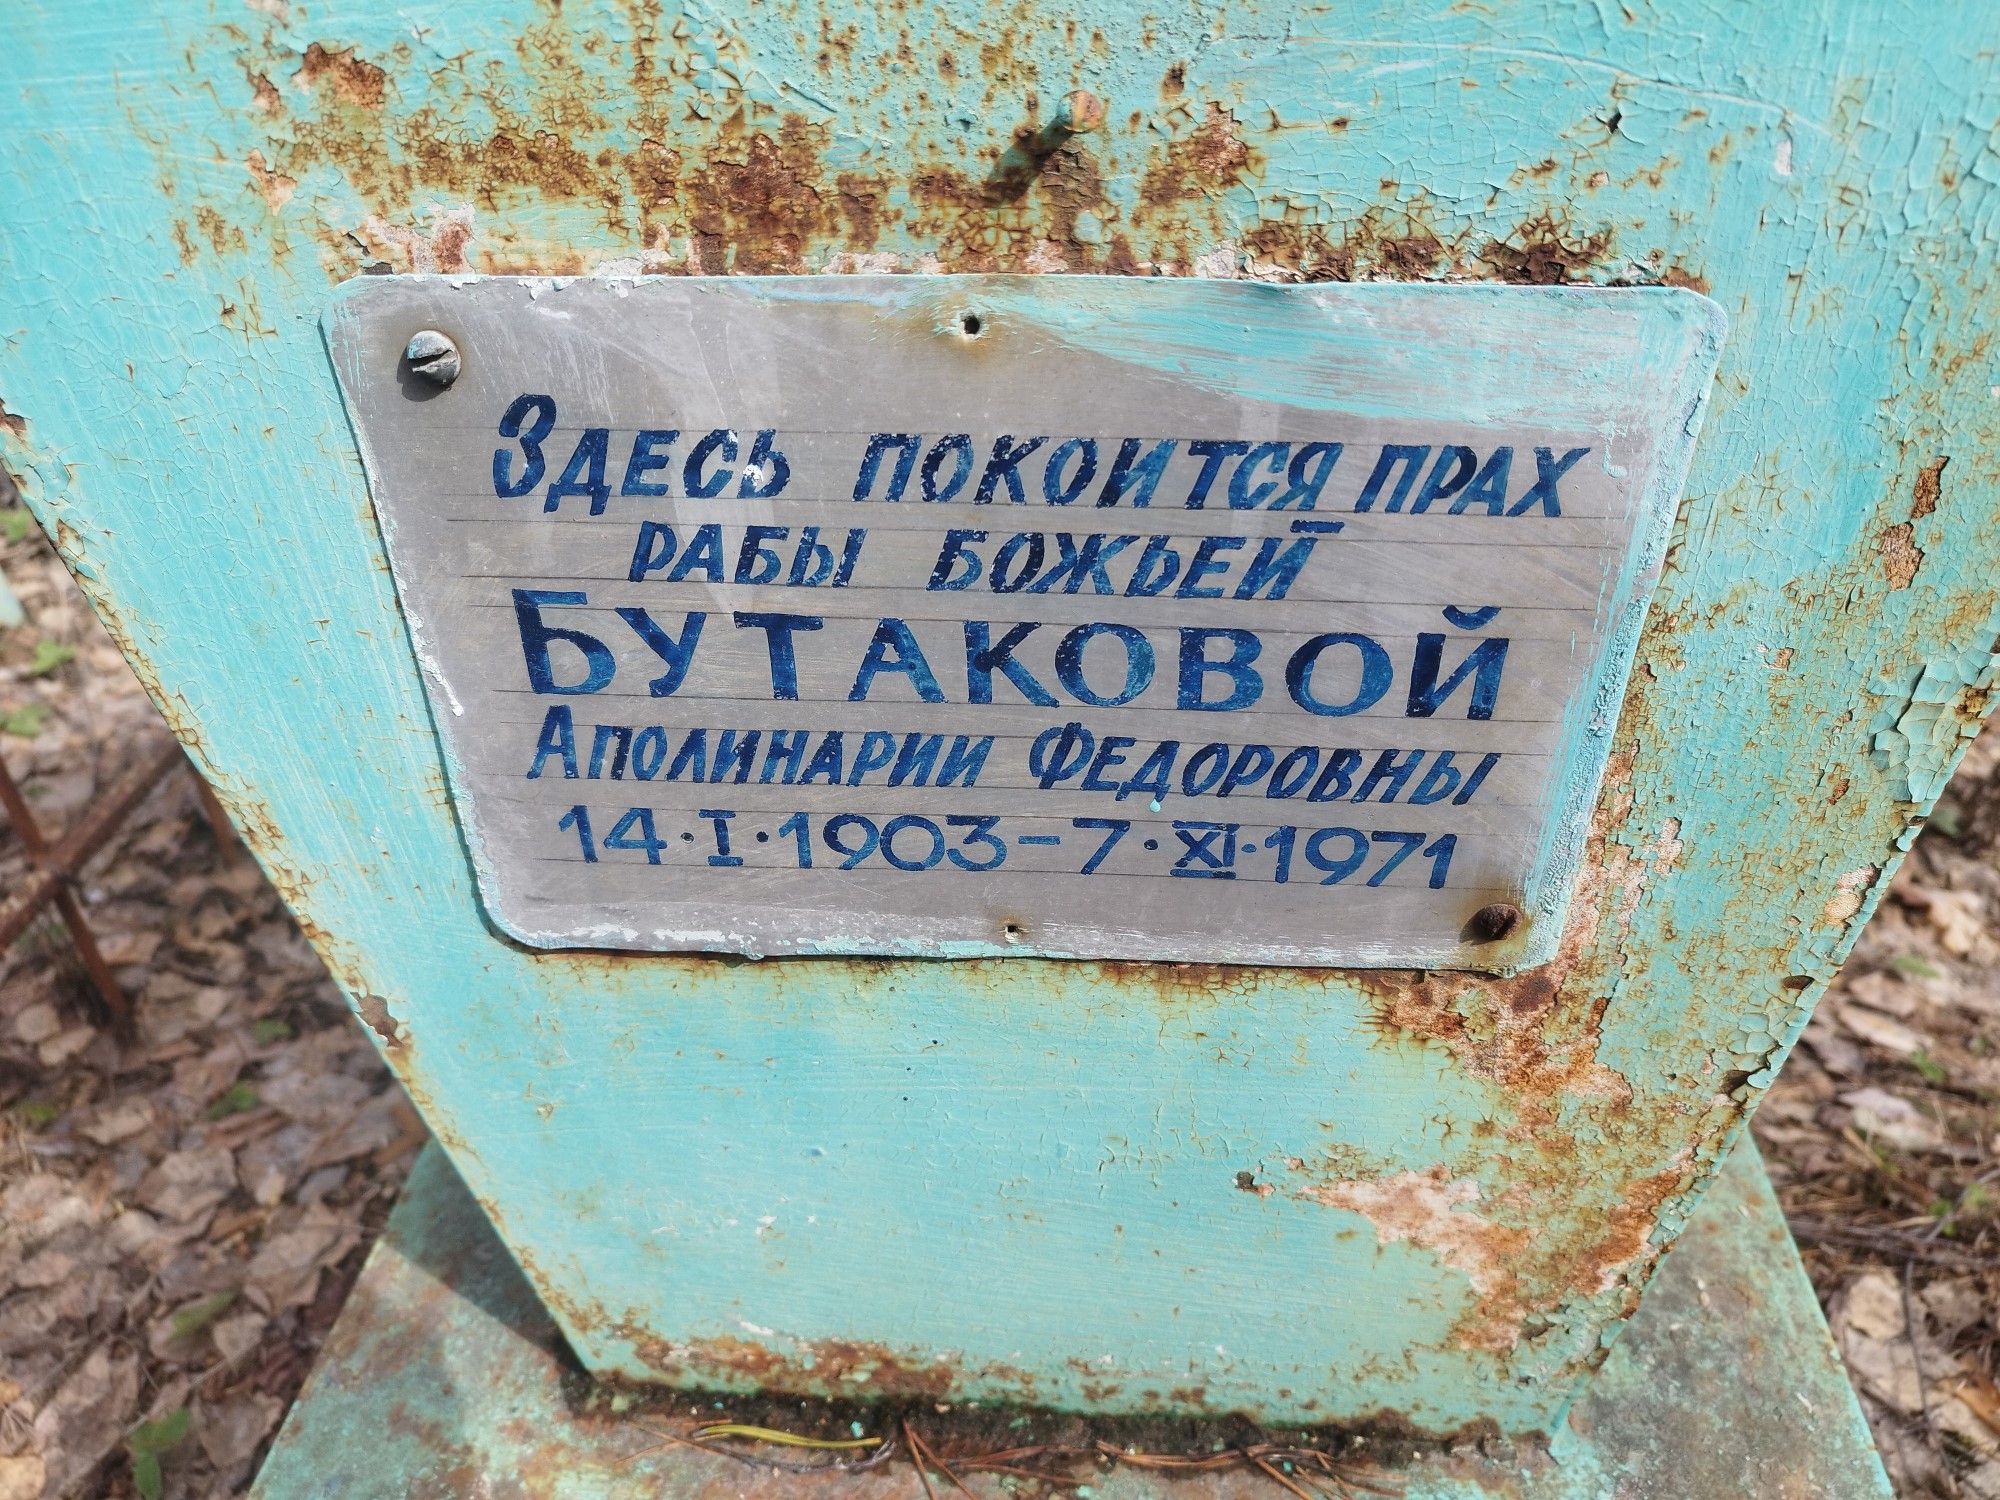 Здесь покоится прах
рабы Божьей
Бутаковой
Аполинарии Федоровны
14·I·1903-7·XI·1971